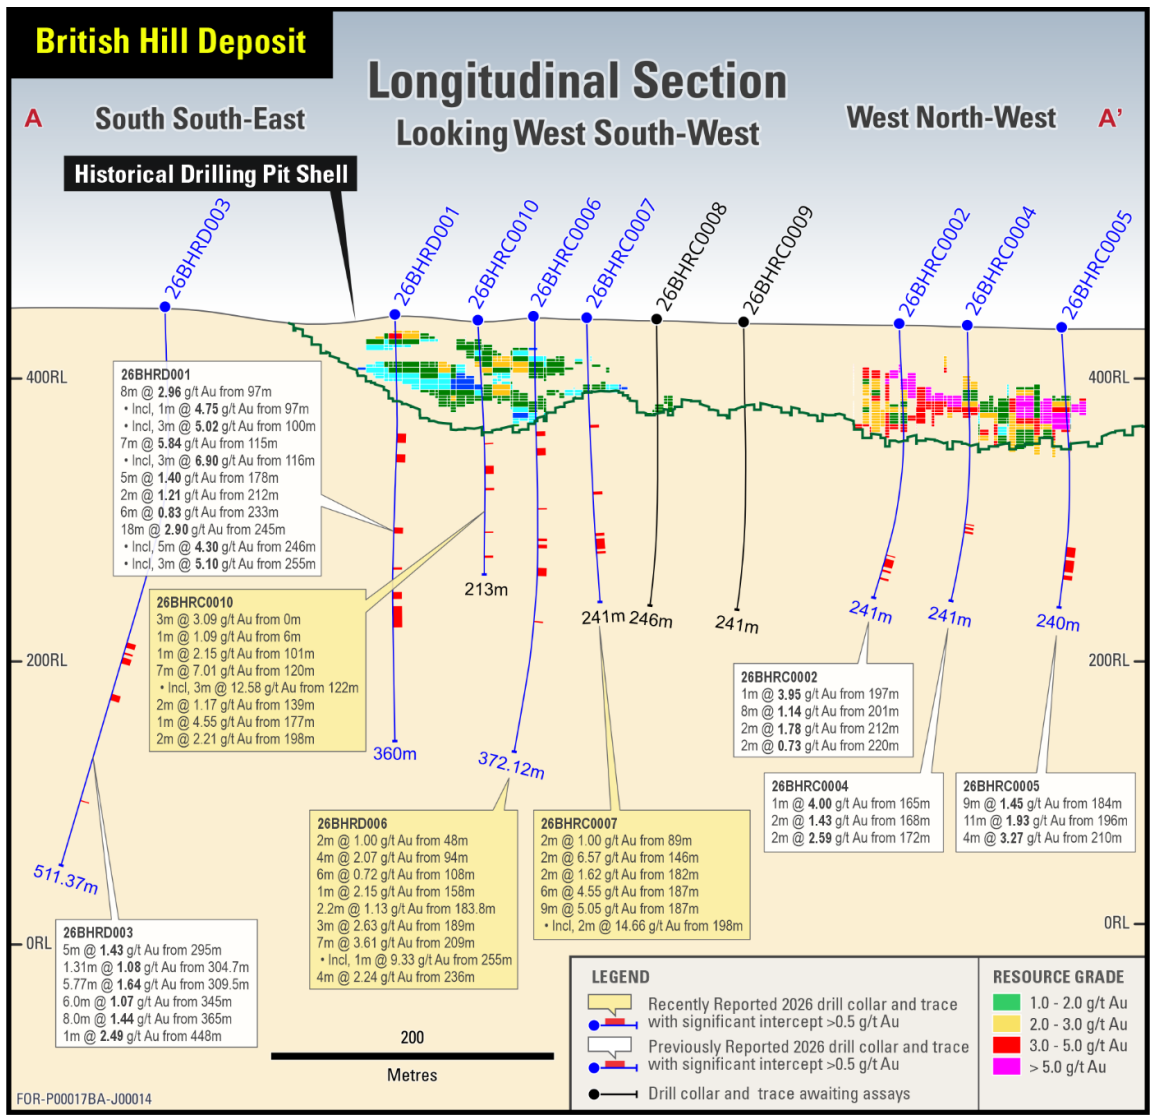 British Hill Deposit
Longitudinal Section
Looking West South-West
A
South South-East
West North-West
A'
Historical Drilling Pit Shell
26BHRD003
26BHRD001
26BHRC0010
26BHRC0006
26BHRC0007
26BHRC0008
26BHRC0009
26BHRC0002
26BHRC0004
26BHRC0005
400RL
400RL
26BHRD001
8m @ 2.96 g/t Au from 97m
• Incl, 1m @ 4.75 g/t Au from 97m
• Incl, 3m @ 5.02 g/t Au from 100m
7m @ 5.84 g/t Au from 115m
• Incl, 3m @ 6.90 g/t Au from 116m
5m @ 1.40 g/t Au from 178m
2m @ 1.21 g/t Au from 212m
6m @ 0.83 g/t Au from 233m
18m @ 2.90 g/t Au from 245m
• Incl, 5m @ 4.30 g/t Au from 246m
• Incl, 3m @ 5.10 g/t Au from 255m
213m
241m
246m
241m
241m
241m
240m
26BHRC0010
3m @ 3.09 g/t Au from 0m
1m @ 1.09 g/t Au from 6m
1m @ 2.15 g/t Au from 101m
7m @ 7.01 g/t Au from 120m
• Incl, 3m @ 12.58 g/t Au from 122m
2m @ 1.17 g/t Au from 139m
1m @ 4.55 g/t Au from 177m
2m @ 2.21 g/t Au from 198m
200RL
200RL
26BHRC0002
1m @ 3.95 g/t Au from 197m
8m @ 1.14 g/t Au from 201m
2m @ 1.78 g/t Au from 212m
2m @ 0.73 g/t Au from 220m
360m
372.12m
26BHRC0004
1m @ 4.00 g/t Au from 165m
2m @ 1.43 g/t Au from 168m
2m @ 2.59 g/t Au from 172m
26BHRC0005
9m @ 1.45 g/t Au from 184m
11m @ 1.93 g/t Au from 196m
4m @ 3.27 g/t Au from 210m
26BHRD006
2m @ 1.00 g/t Au from 48m
4m @ 2.07 g/t Au from 94m
6m @ 0.72 g/t Au from 108m
1m @ 2.15 g/t Au from 158m
2.2m @ 1.13 g/t Au from 183.8m
3m @ 2.63 g/t Au from 189m
7m @ 3.61 g/t Au from 209m
• Incl, 1m @ 9.33 g/t Au from 255m
4m @ 2.24 g/t Au from 236m
26BHRC0007
2m @ 1.00 g/t Au from 89m
2m @ 6.57 g/t Au from 146m
2m @ 1.62 g/t Au from 182m
6m @ 4.55 g/t Au from 187m
9m @ 5.05 g/t Au from 187m
• Incl, 2m @ 14.66 g/t Au from 198m
511.37m
26BHRD003
5m @ 1.43 g/t Au from 295m
1.31m @ 1.08 g/t Au from 304.7m
5.77m @ 1.64 g/t Au from 309.5m
6.0m @ 1.07 g/t Au from 345m
8.0m @ 1.44 g/t Au from 365m
1m @ 2.49 g/t Au from 448m
0RL
0RL
200
Metres
LEGEND
Recently Reported 2026 drill collar and trace
with significant intercept >0.5 g/t Au
Previously Reported 2026 drill collar and trace
with significant intercept >0.5 g/t Au
Drill collar and trace awaiting assays
RESOURCE GRADE
1.0 - 2.0 g/t Au
2.0 - 3.0 g/t Au
3.0 - 5.0 g/t Au
> 5.0 g/t Au
FOR-P00017BA-J00014